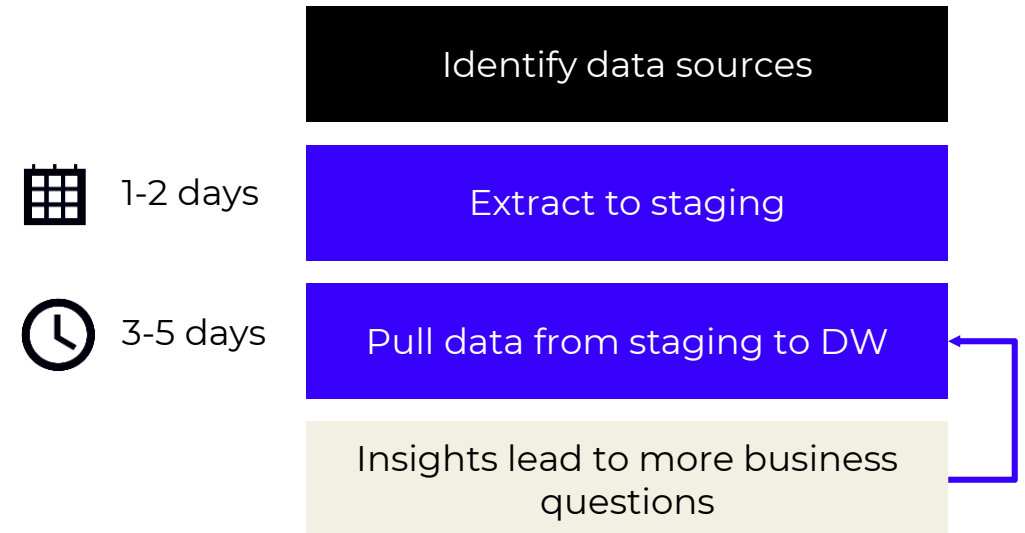 Identify data sources
1-2 days
Extract to staging
3-5 days
Pull data from staging to DW
Insights lead to more business
questions